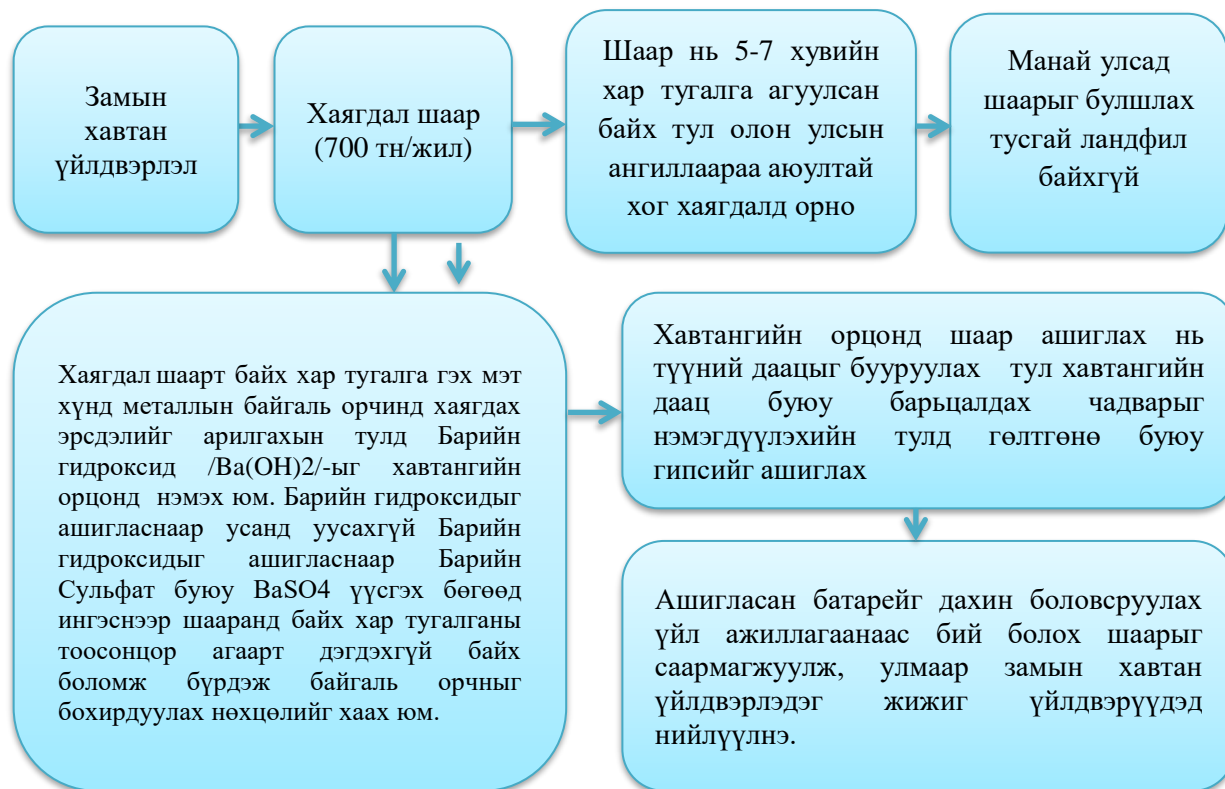 Замын
хавтан
үйлдвэрлэл
Хаягдал шаар
(700 тн/жил)
Шаар нь 5-7 хувийн
хар тугалга агуулсан
байх тул олон улсын
ангиллаараа аюултай
хог хаягдалд орно
Манай улсад
шаарыг булшлах
тусгай ландфил
байхгүй
Хаягдал шаарт байх хар тугалга гэх мэт
хүнд металлын байгаль орчинд хаягдах
эрсдэлийг арилгахын тулд Барийн
гидроксид /Ba(OH)2/-ыг хавтангийн
орцонд нэмэх юм. Барийн гидроксидыг
ашигласнаар усанд уусахгүй Барийн
гидроксидыг ашигласнаар Барийн
Сульфат буюу BaSO4 үүсгэх бөгөөд
ингэснээр шааранд байх хар тугалганы
тоосонцор агаарт дэгдэхгүй байх
боломж бүрдэж байгаль орчныг
бохирдуулах нөхцөлийг хаах юм.
Хавтангийн орцонд шаар ашиглах нь
түүний даацыг бууруулах тул хавтангийн
даац буюу барьцалдах чадварыг
нэмэгдүүлэхийн тулд гөлтгөнө буюу
гипсийг ашиглах
Ашигласан батарейг дахин боловсруулах
үйл ажиллагаанаас бий болох шаарыг
саармагжуулж, улмаар замын хавтан
үйлдвэрлэдэг жижиг үйлдвэрүүдэд
нийлүүлнэ.